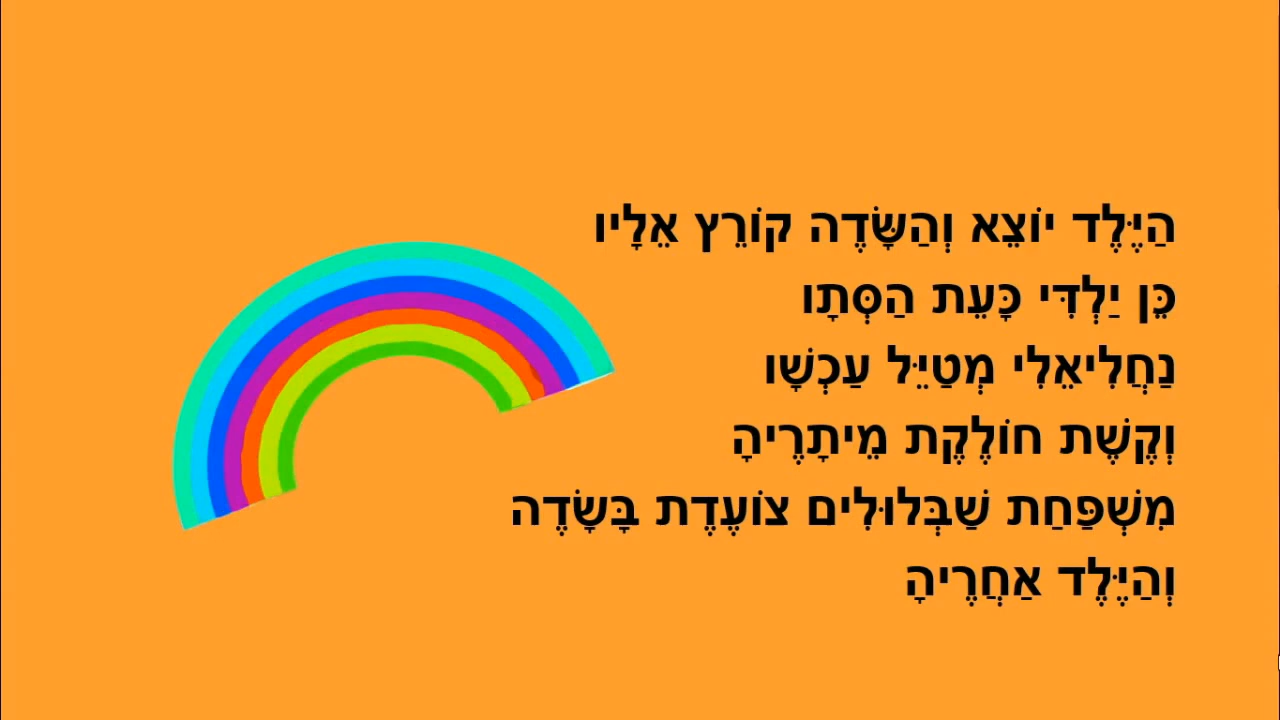 הַיֶּלֶד יוֹצֵא וְהַשָּׂדֶה קוֹרֵץ אֵלָיו
כֵּן יַלְדִּי כָּעֵת הַסְּתָו
נַחֲלִיאֵלִי מְטַיֵּל עַכְשָׁו
וְקֶשֶׁת חוֹלֶקֶת מֵיתָרֶיהָ
מִשְׁפַּחַת שַׁבְּלוּלִים צוֹעֶדֶת בָּשָׂדֶה
וְהַיֶּלֶד אַחֲרֶיהָ